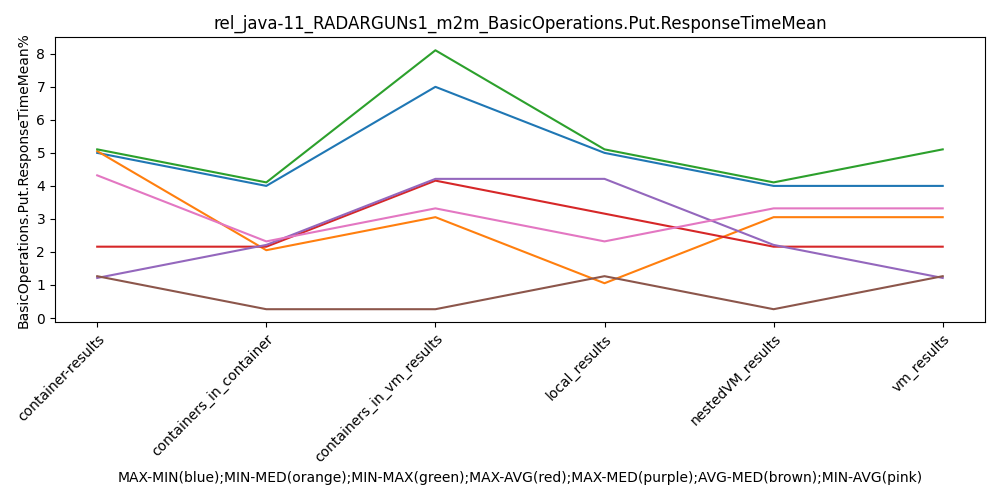 rel_java-11_RADARGUNs1_m2m_BasicOperations.Put.ResponseTimeMean
BasicOperations.Put.ResponseTimeMean%
8
7
6
5
4
3
2
1
0
container-results
containers_in_container
containers_in_vm_results
local_results
nestedVM_results
vm_results
MAX-MIN(blue);MIN-MED(orange);MIN-MAX(green);MAX-AVG(red);MAX-MED(purple);AVG-MED(brown);MIN-AVG(pink)